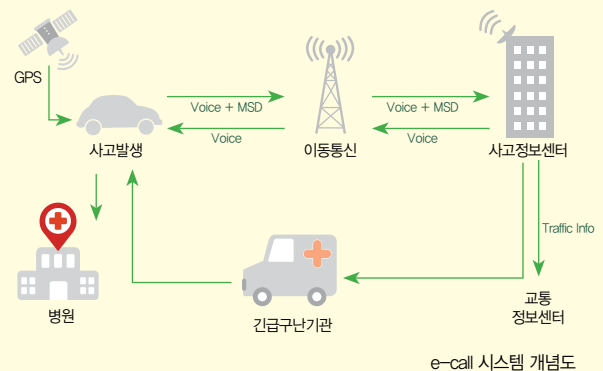 GPS
Voice + MSD
Voice + MSD
Voice
Voice
사고발생
이동통신
사고정보센터
Traffic Info
병원
긴급구난기관
교통
정보센터
e-call 시스템 개념도